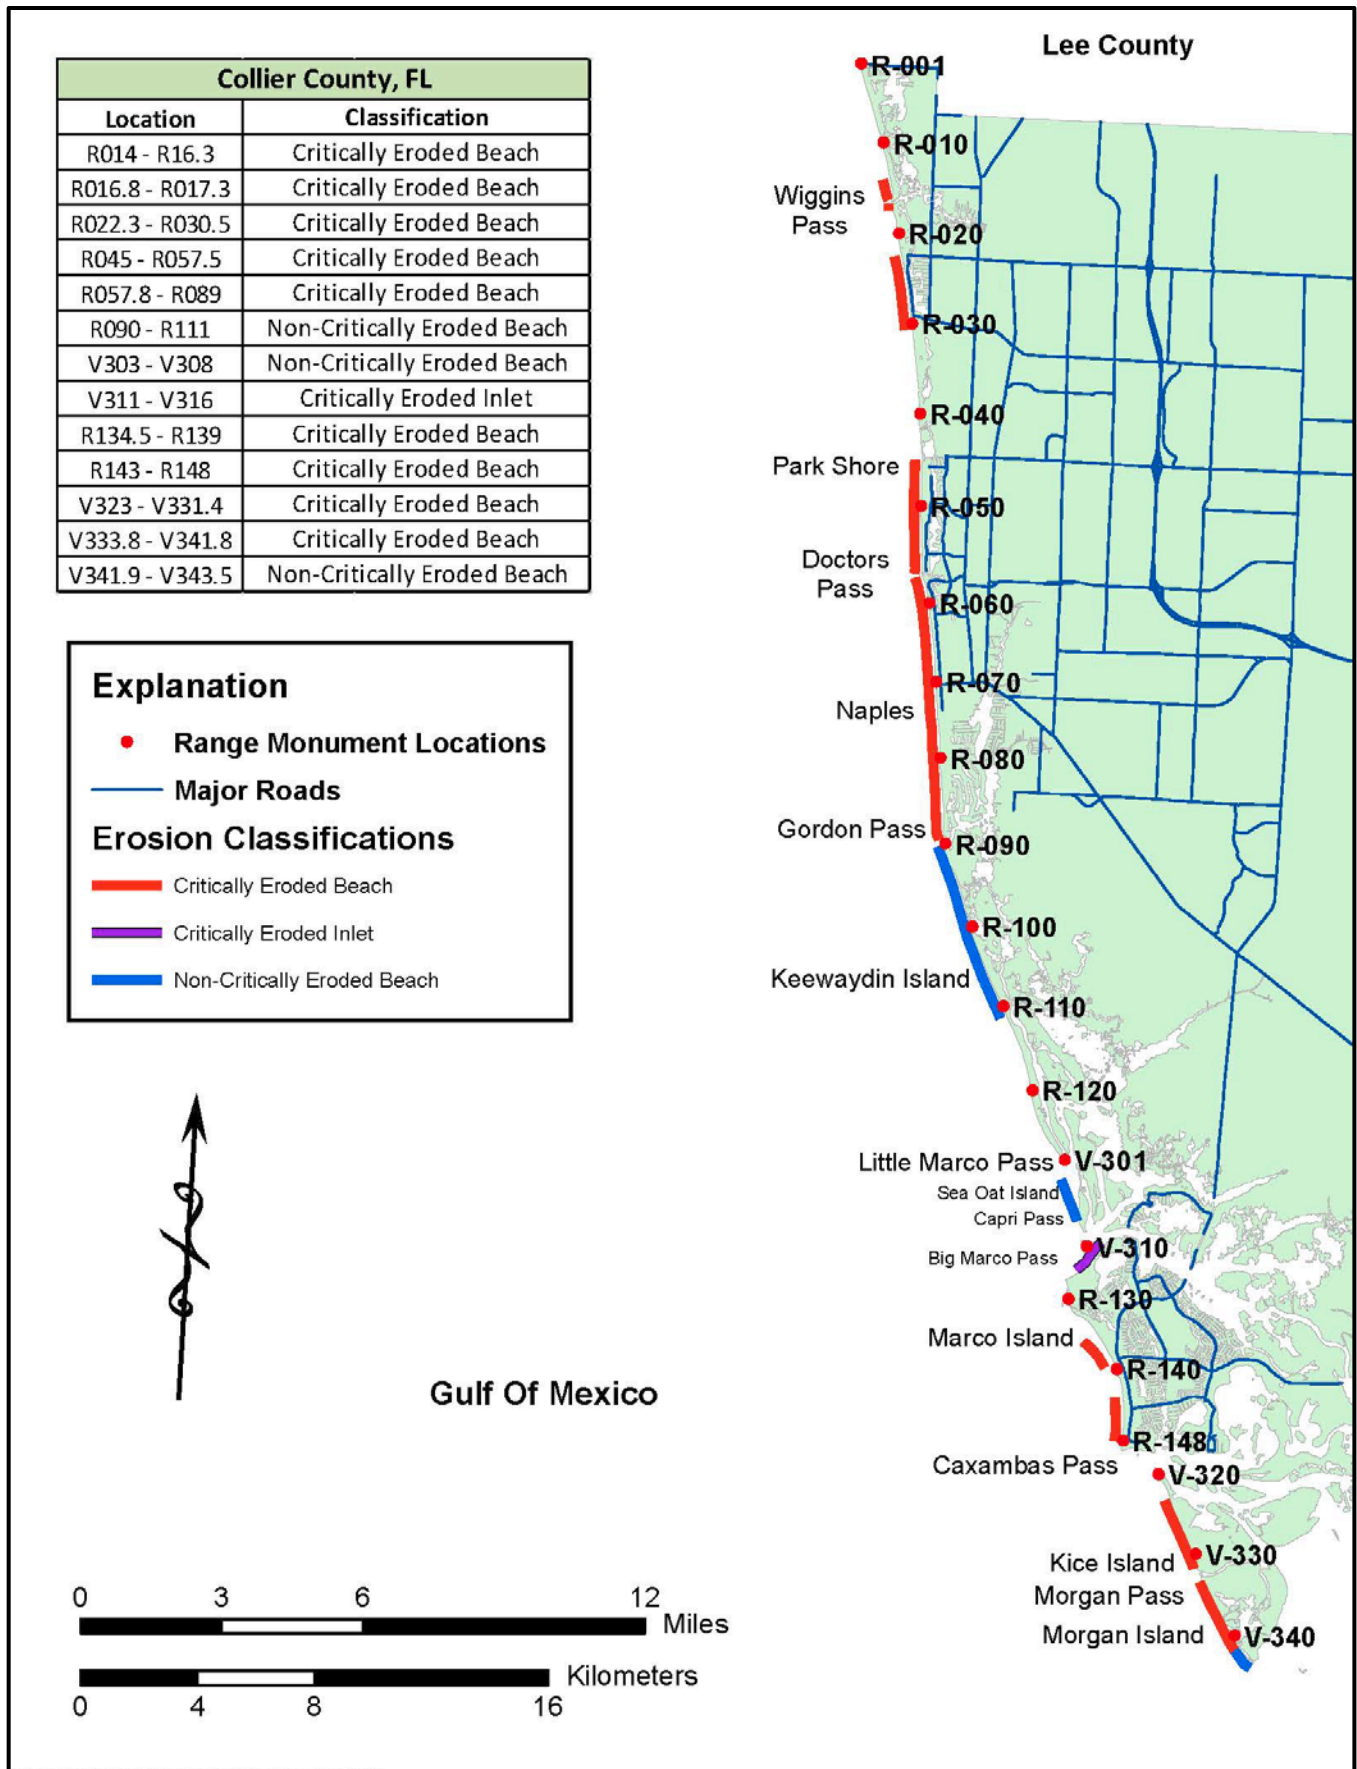 Collier County, FL
Location Classification
R014 - R16.3 Critically Eroded Beach
R016.8 - R017.3 Critically Eroded Beach
R022.3 - R030.5 Critically Eroded Beach
R045 - R057.5 Critically Eroded Beach
R057.8 - R089 Critically Eroded Beach
R090 - R111 Non-Critically Eroded Beach
V303 - V308 Non-Critically Eroded Beach
V311 - V316 Critically Eroded Inlet
R134.5 - R139 Critically Eroded Beach
R143 - R148 Critically Eroded Beach
V323 - V331.4 Critically Eroded Beach
V333.8 - V341.8 Critically Eroded Beach
V341.9 - V343.5 Non-Critically Eroded Beach
Explanation
Range Monument Locations
Major Roads
Erosion Classifications
Critically Eroded Beach
Critically Eroded Inlet
Non-Critically Eroded Beach
Gulf Of Mexico
0 3 6 12
Miles
Kilometers
0 4 8 16
Lee County
R-001
R-010
Wiggins
Pass
R-020
R-030
R-040
Park Shore
R-050
Doctors
Pass
R-060
R-070
Naples
R-080
Gordon Pass
R-090
R-100
Keewaydin Island
R-110
R-120
Little Marco Pass
V-301
Sea Oat Island
Capri Pass
V-310
Big Marco Pass
R-130
Marco Island
R-140
R-148
Caxambas Pass
V-320
V-330
Kice Island
Morgan Pass
Morgan Island
V-340